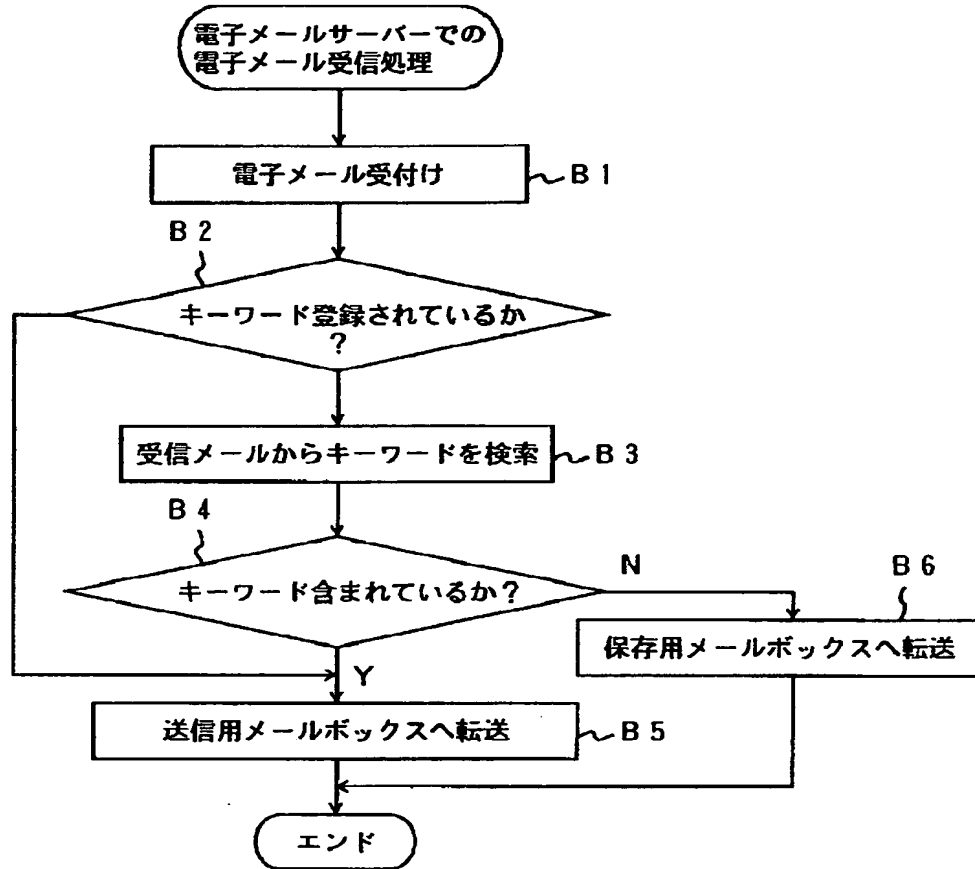 電子メールサーバーでの
電子メール受信処理
電子メール受付け
B1
B2
キーワード登録されているか
?
受信メールからキーワードを検索
B3
B4
キーワード含まれているか?
N
B6
保存用メールボックスへ転送
Y
送信用メールボックスへ転送
B5
エンド